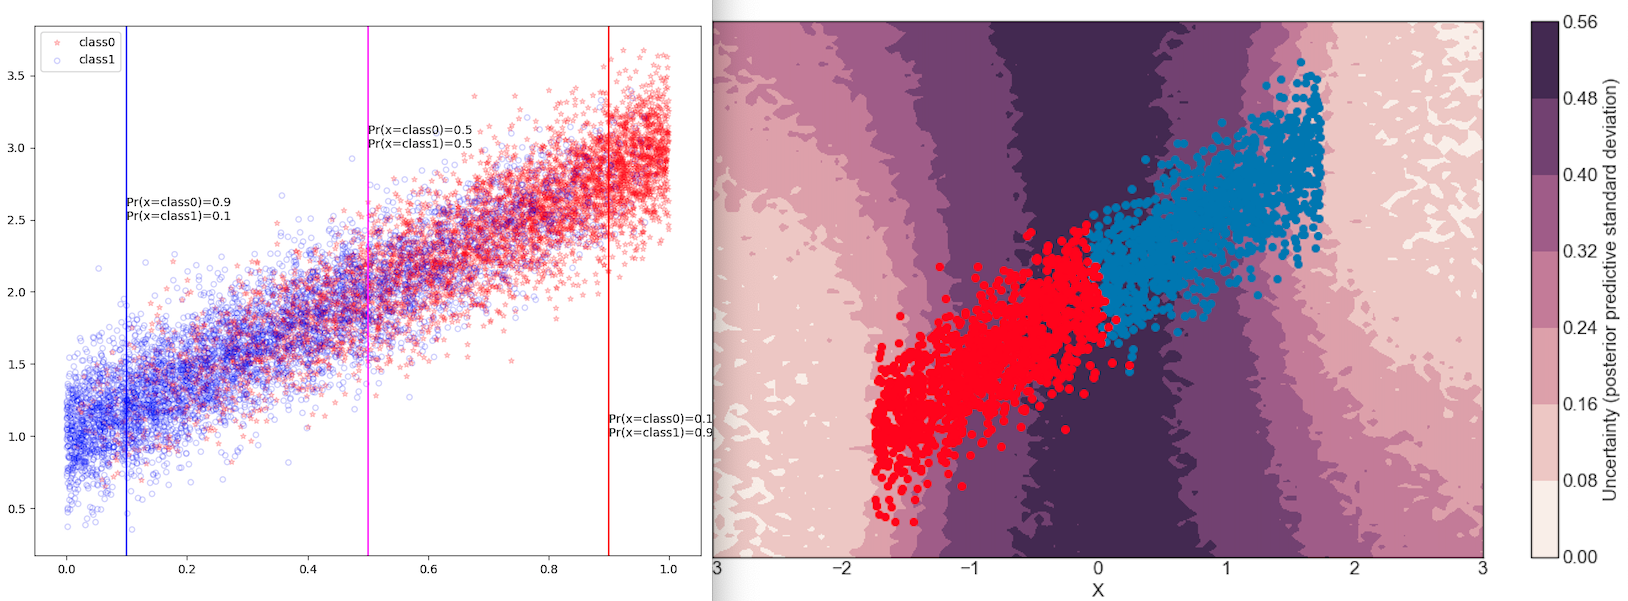 class0
class1
Pr(x=class0)=0.5
Pr(x=class1)=0.5
Pr(x=class0)=0.9
Pr(x=class1)=0.1
Pr(x=class0)=0.1
Pr(x=class1)=0.9
3.5
3.0
2.5
2.0
1.5
1.0
0.5
0.0 0.2 0.4 0.6 0.8 1.0
3 −2 −1 0 1 2 3
X
0.56
0.48
0.40
0.32
0.24
0.16
0.08
0.00
Uncertainty (posterior predictive standard deviation)